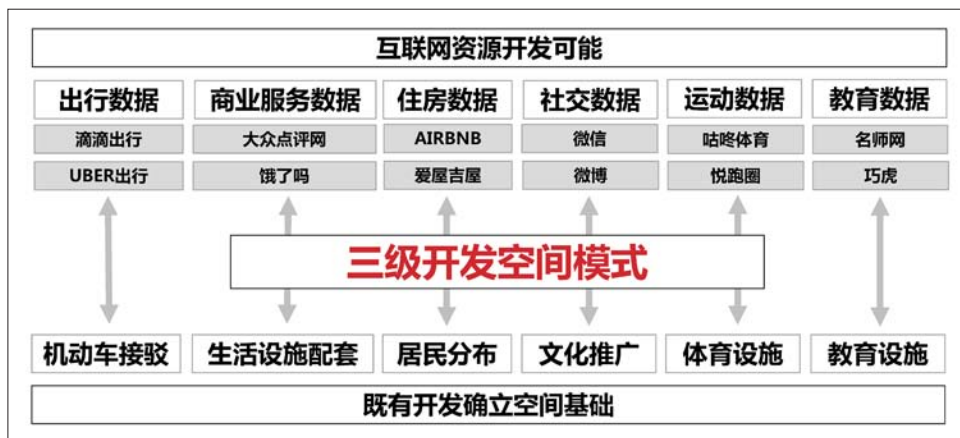 互联网资源开发可能
出行数据 商业服务数据 住房数据 社交数据 运动数据 教育数据
滴滴出行 大众点评网 AIRBNB 微信 咕咚体育 名师网
UBER出行 饿了吗 爱屋吉屋 微博 悦跑圈 巧虎
三级开发空间模式
机动车接驳 生活设施配套 居民分布 文化推广 体育设施 教育设施
既有开发确立空间基础